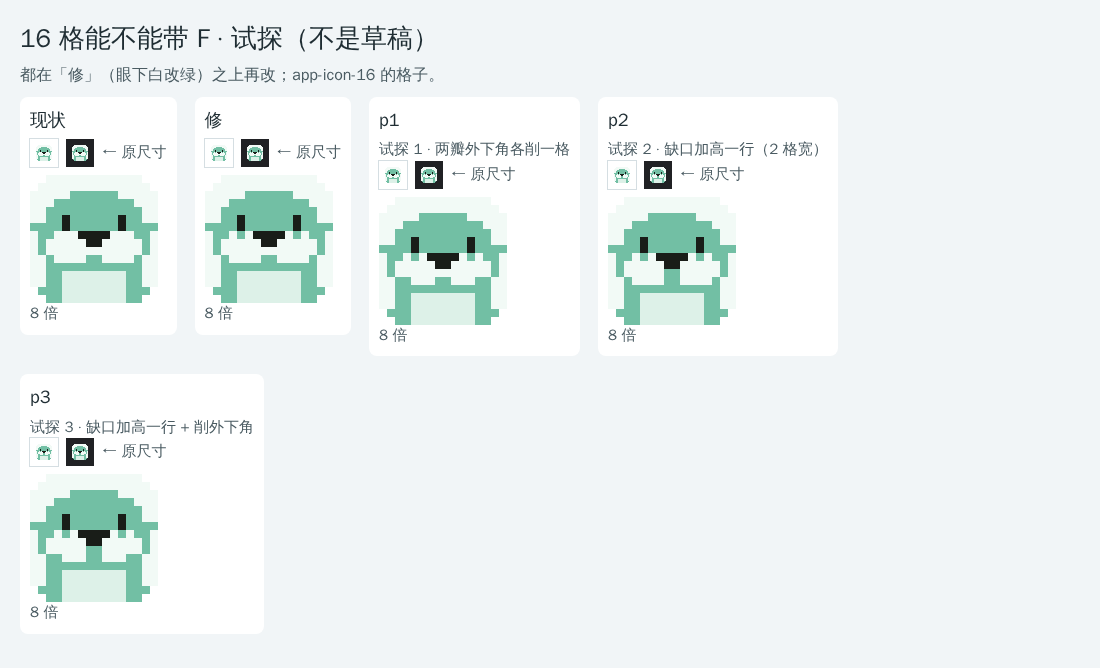 16 格能不能带 F · 试探（不是草稿）
都在「修」（眼下白改绿）之上再改；app-icon-16 的格子。
现状
← 原尺寸
8 倍
修
← 原尺寸
8 倍
p1
试探 1 · 两瓣外下角各削一格
← 原尺寸
8 倍
p2
试探 2 · 缺口加高一行（2 格宽）
← 原尺寸
8 倍
p3
试探 3 · 缺口加高一行 + 削外下角
← 原尺寸
8 倍